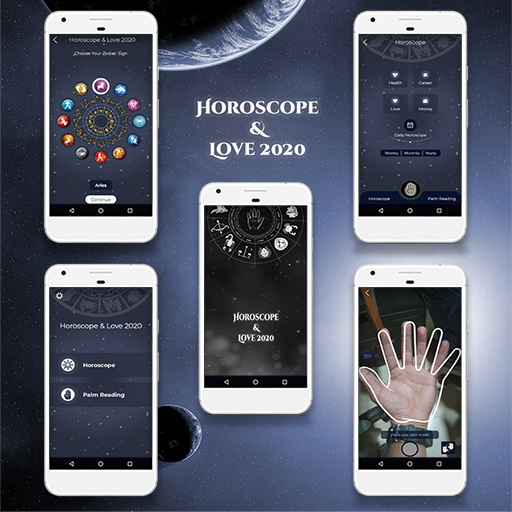 Horoscope & Love 2020
Choose Your Zodiac Sign
Aries
Continue
HOROSCOPE
&
LOVE 2020
Horoscope
Health
Career
Love
Money
Daily Horoscope
Weekly | Monthly | Yearly
Horoscope
Palm Reading
HOROSCOPE
&
LOVE 2020
Horoscope & Love 2020
Horoscope
Palm Reading